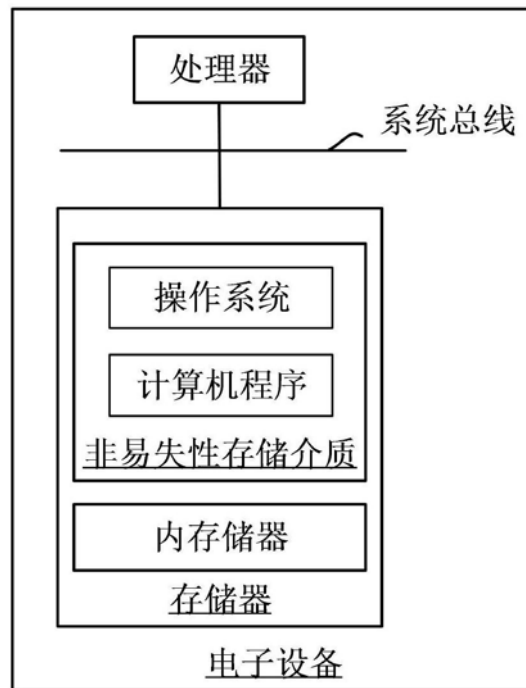 处理器
系统总线
操作系统
计算机程序
非易失性存储介质
内存储器
存储器
电子设备